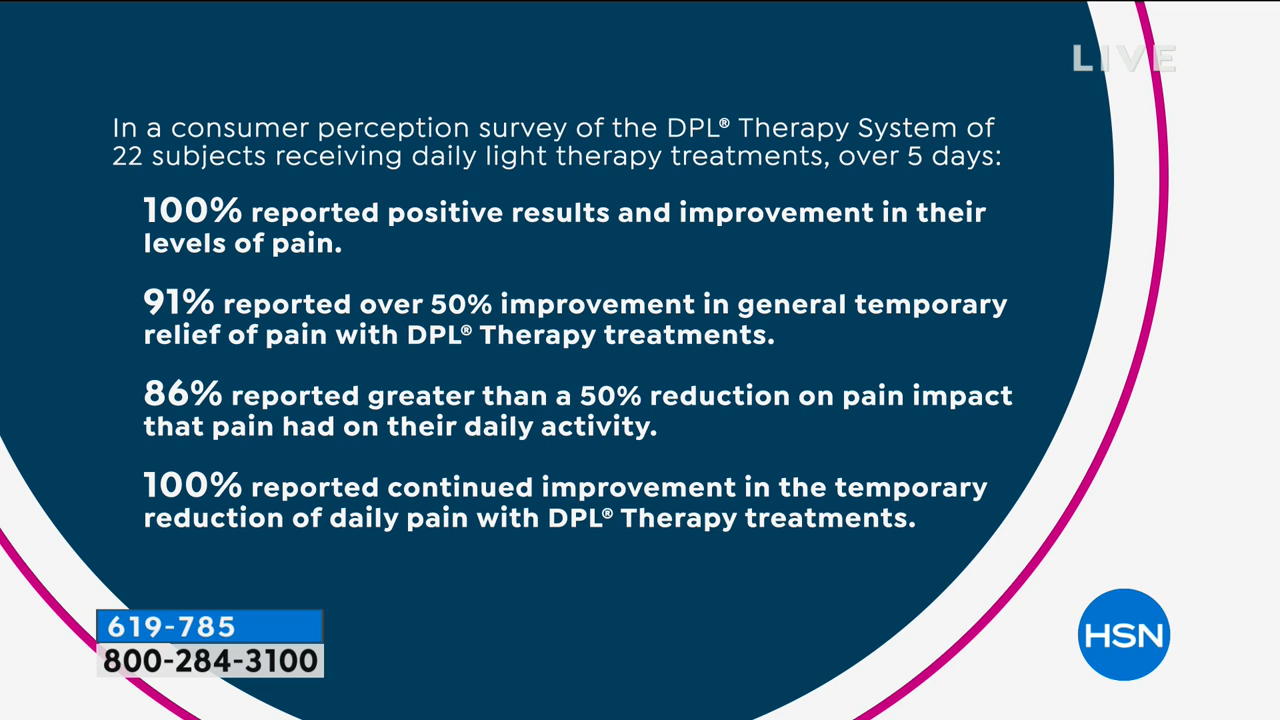 LIVE
In a consumer perception survey of the DPL® Therapy System of
22 subjects receiving daily light therapy treatments, over 5 days:
100% reported positive results and improvement in their
levels of pain.
91% reported over 50% improvement in general temporary
relief of pain with DPL® Therapy treatments.
86% reported greater than a 50% reduction on pain impact
that pain had on their daily activity.
100% reported continued improvement in the temporary
reduction of daily pain with DPL® Therapy treatments.
619-785
800-284-3100
HSN